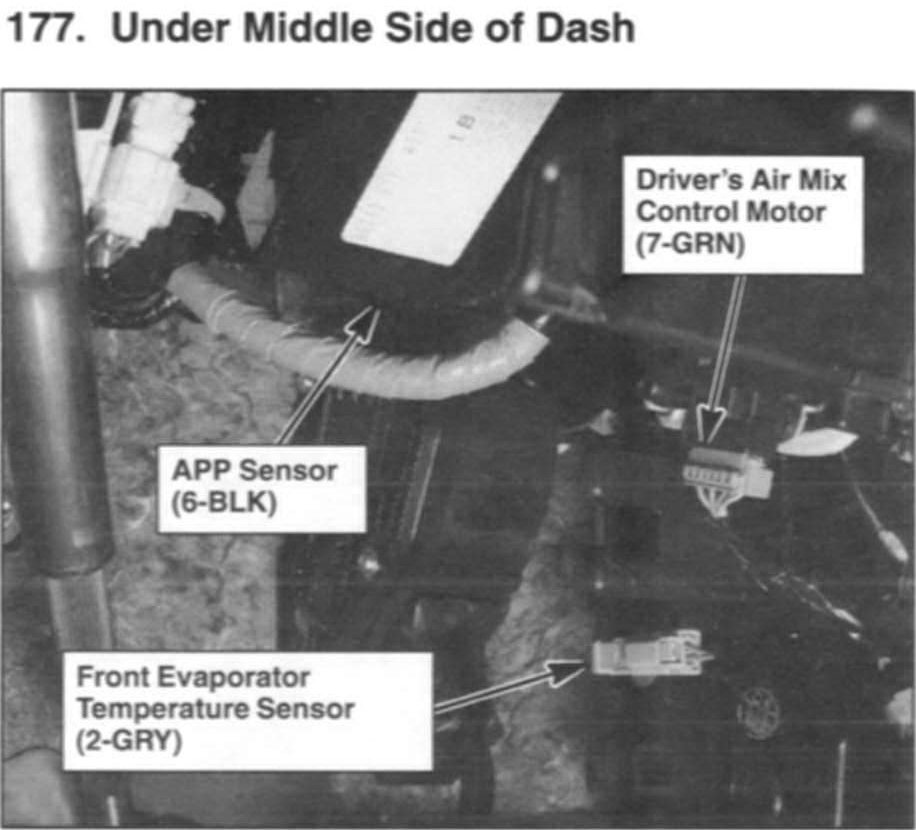 177. Under Middle Side of Dash
Driver's Air Mix
Control Motor
(7-GRN)
APP Sensor
(6-BLK)
Front Evaporator
Temperature Sensor
(2-GRY)